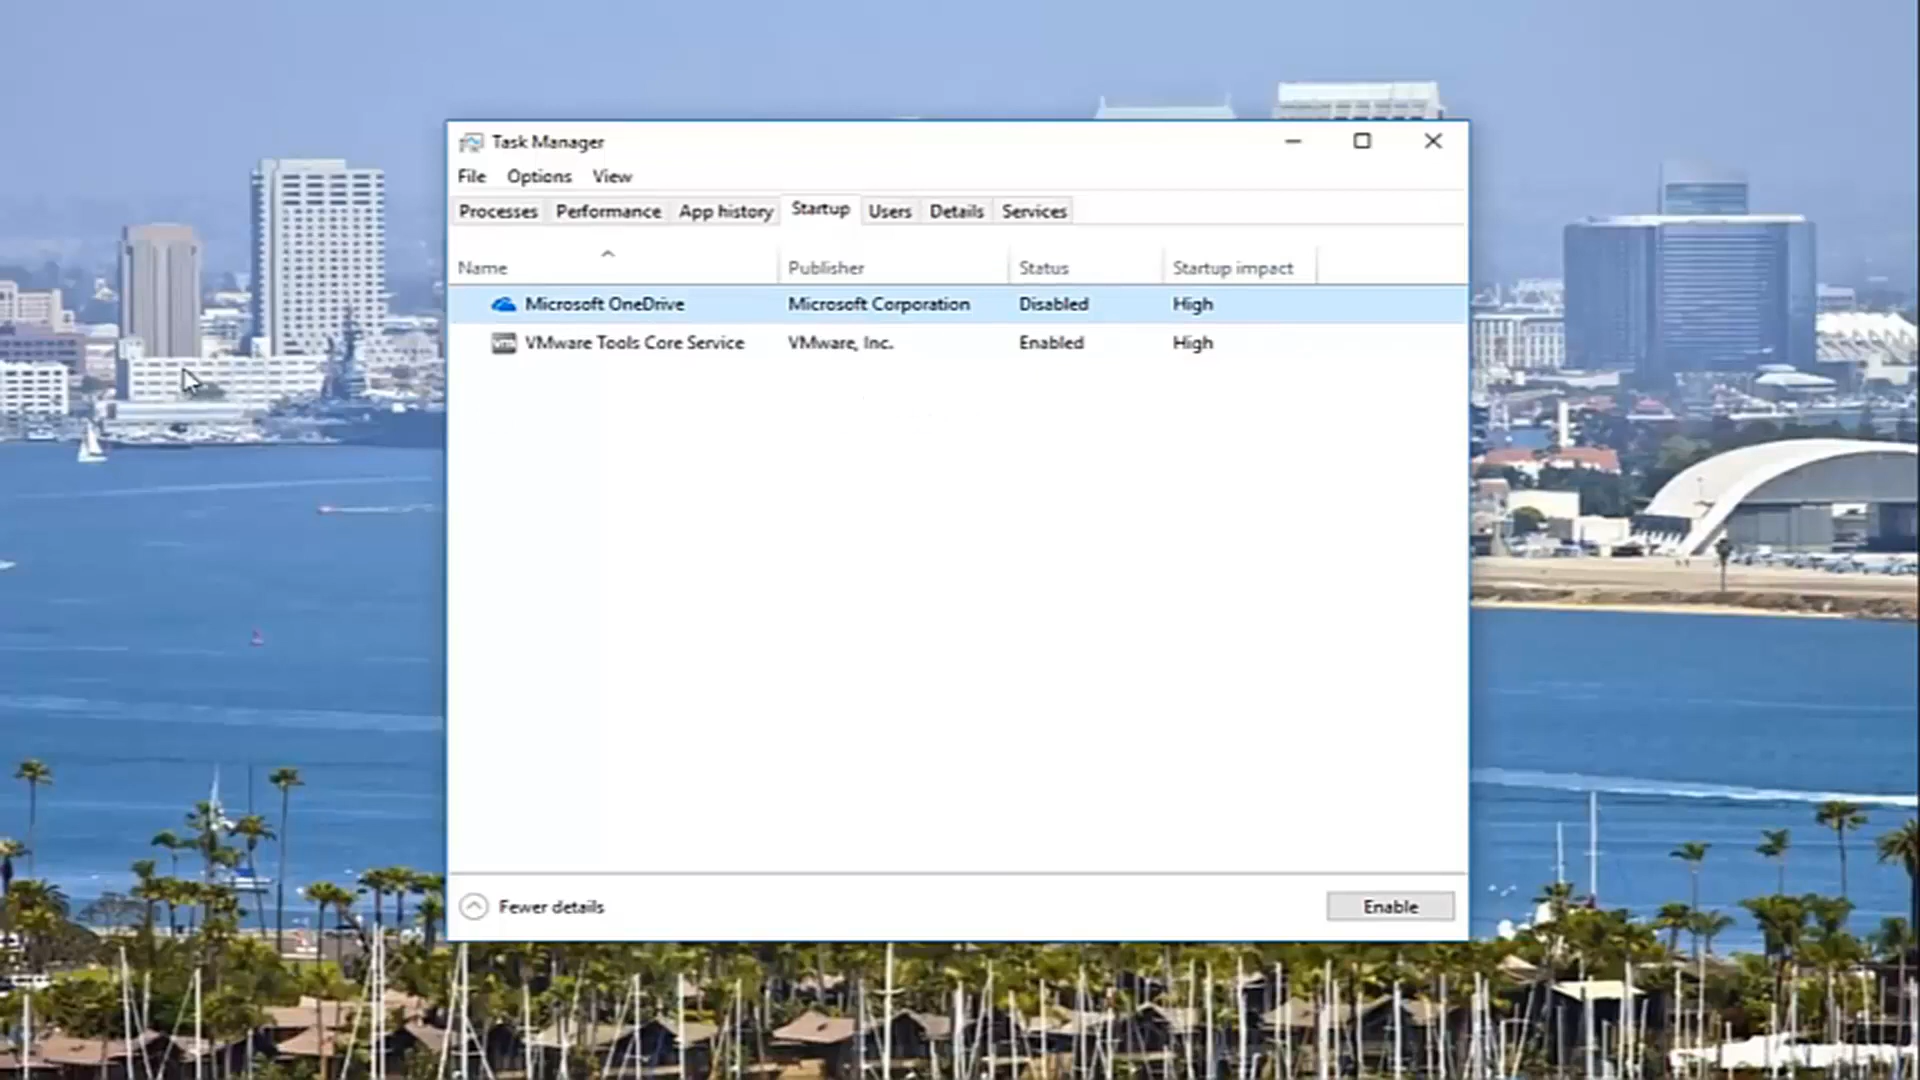 Task Manager
File Options View
Processes Performance App history Startup Users Details Services
Name Publisher Status Startup impact
Microsoft OneDrive Microsoft Corporation Disabled High
VMware Tools Core Service VMware, Inc. Enabled High
Fewer details Enable